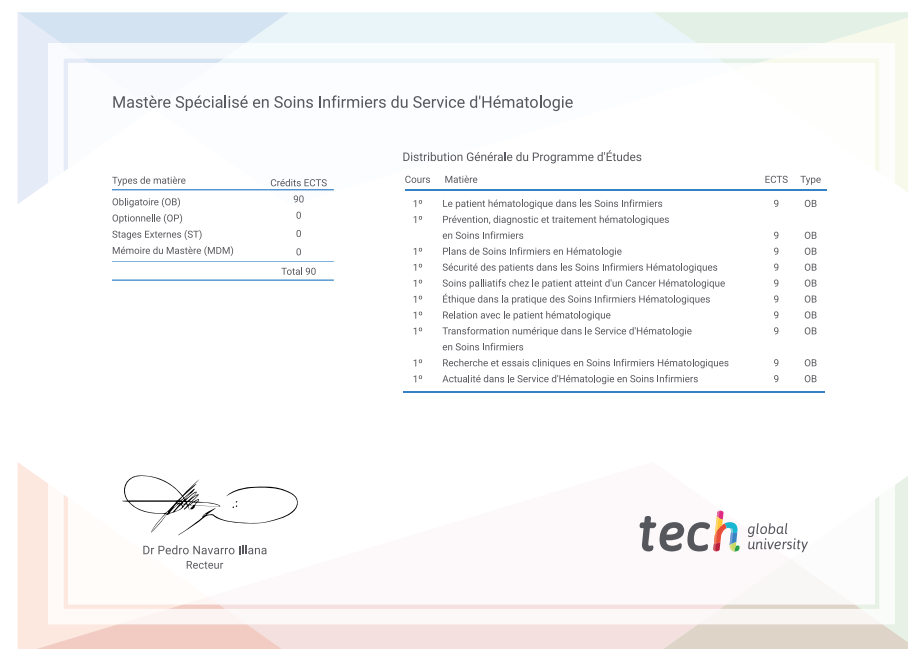 Mastère Spécialisé en Soins Infirmiers du Service d'Hématologie
Types de matière Crédits ECTS
Obligatoire (OB) 90
Optionnelle (OP) 0
Stages Externes (ST) 0
Mémoire du Mastère (MDM) 0
Total 90
Distribution Générale du Programme d'Études
Cours Matière ECTS Type
1º Le patient hématologique dans les Soins Infirmiers 9 OB
1º Prévention, diagnostic et traitement hématologiques
en Soins Infirmiers 9 OB
1º Plans de Soins Infirmiers en Hématologie 9 OB
1º Sécurité des patients dans les Soins Infirmiers Hématologiques 9 OB
1º Soins palliatifs chez le patient atteint d'un Cancer Hématologique 9 OB
1º Éthique dans la pratique des Soins Infirmiers Hématologiques 9 OB
1º Relation avec le patient hématologique 9 OB
1º Transformation numérique dans le Service d'Hématologie 9 OB
en Soins Infirmiers
1º Recherche et essais cliniques en Soins Infirmiers Hématologiques 9 OB
1º Actualité dans le Service d'Hématologie en Soins Infirmiers 9 OB
Dr Pedro Navarro Illana
Recteur
tech global
university